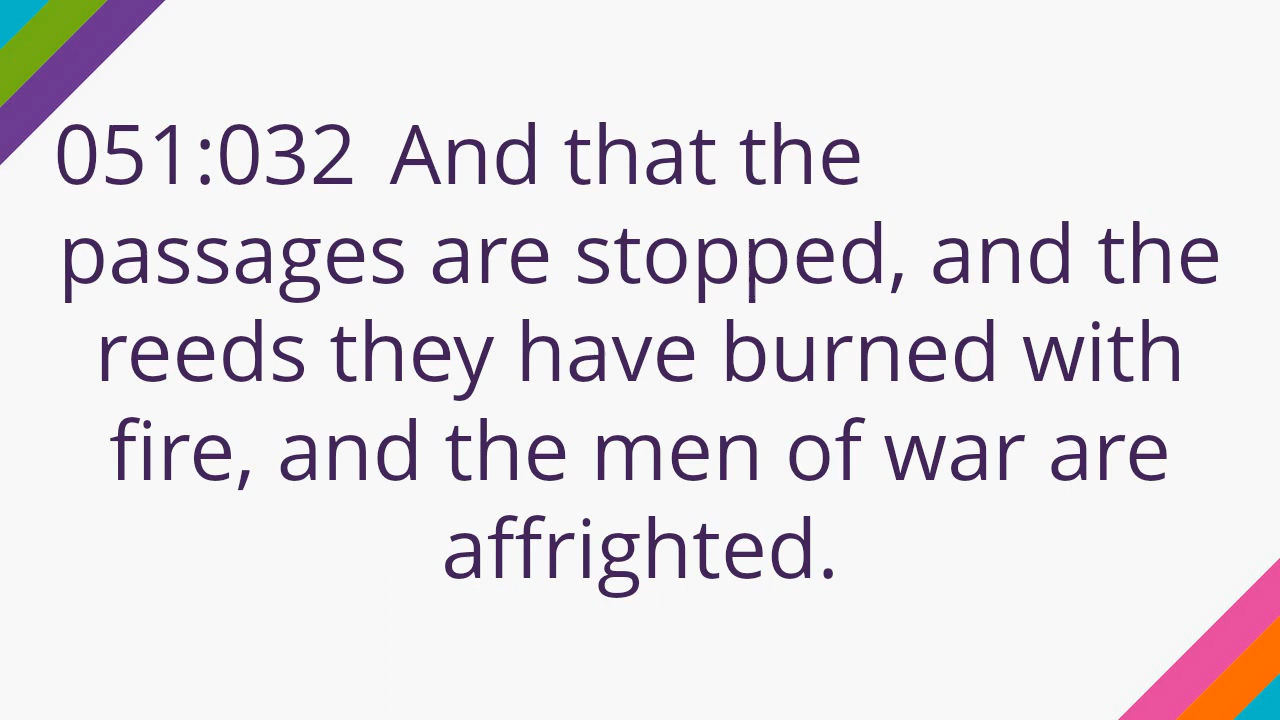 051:032 And that the
passages are stopped, and the
reeds they have burned with
fire, and the men of war are
affrighted.